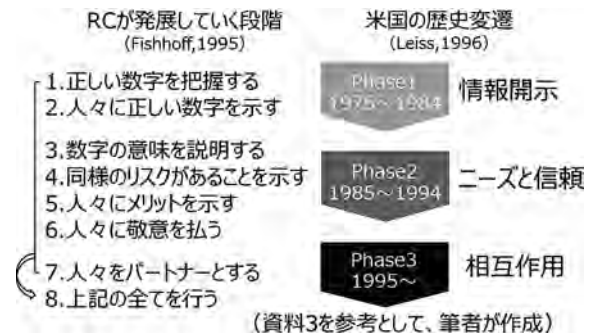 RCが発展していく段階
(Fishhoff,1995)
1.正しい数字を把握する
2.人々に正しい数字を示す
3.数字の意味を説明する
4.同様のリスクがあることを示す
5.人々にメリットを示す
6.人々に敬意を払う
7.人々をパートナーとする
8.上記の全てを行う
米国の歴史変遷
(Leiss,1996)
Phase1
1975～1984
情報開示
Phase2
1985～1994
ニーズと信頼
Phase3
1995～
相互作用
（資料3を参考として、筆者が作成）